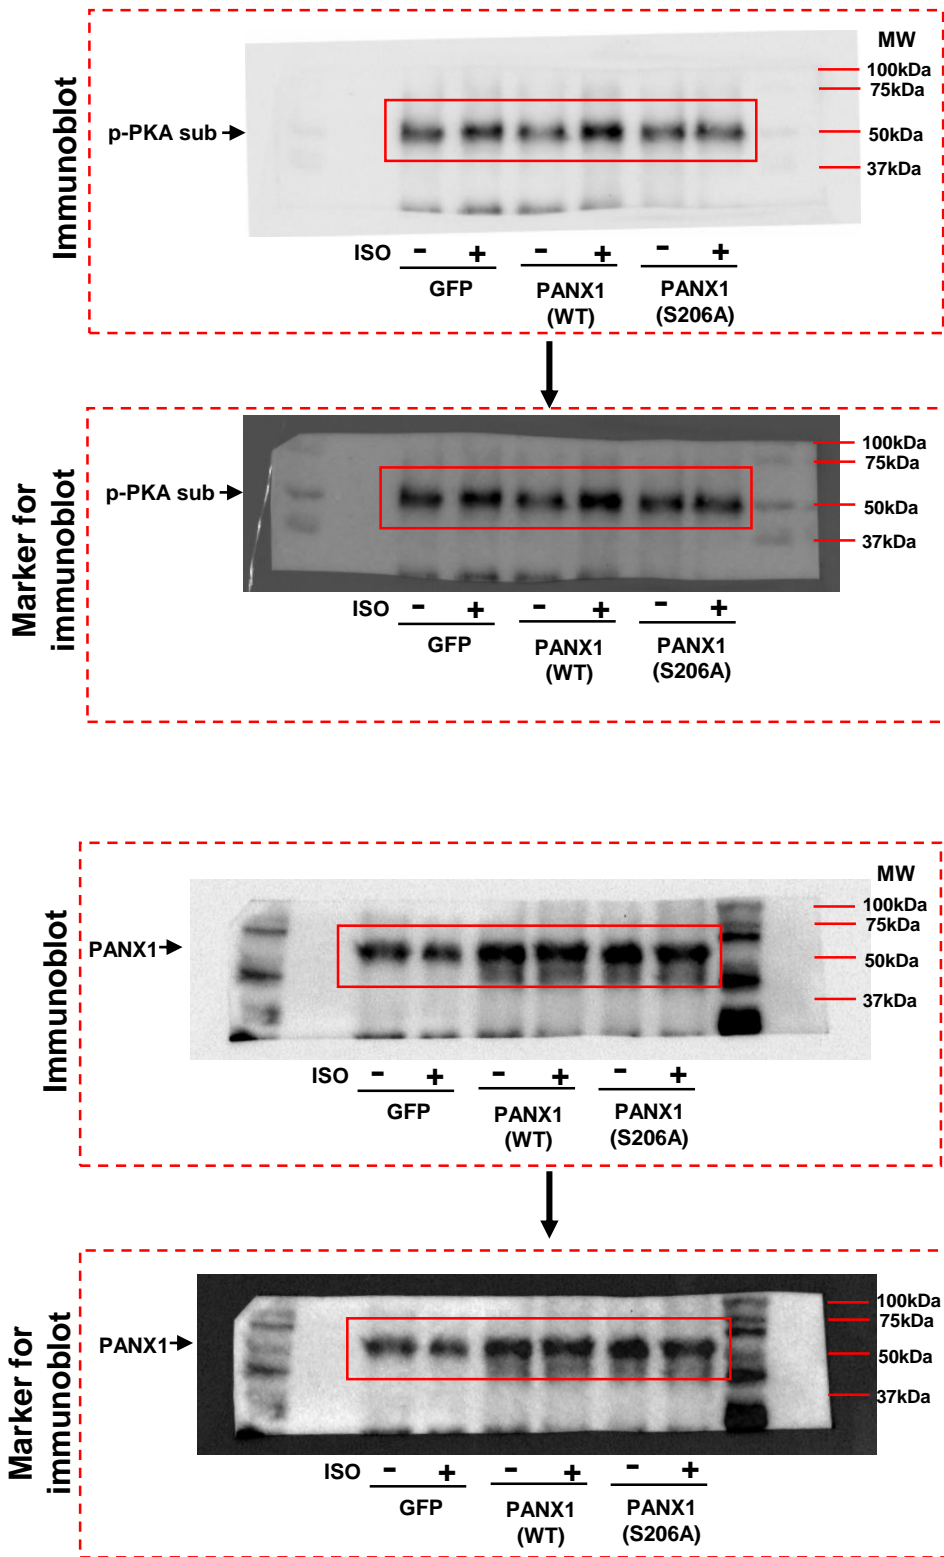 Immunoblot
MW
100kDa
75kDa
p-PKA sub
50kDa
37kDa
ISO - + - + - +
GFP PANX1 PANX1
(WT) (S206A)
Marker for
immunoblot
100kDa
75kDa
p-PKA sub
50kDa
37kDa
ISO - + - + - +
GFP PANX1 PANX1
(WT) (S206A)
Immunoblot
MW
100kDa
75kDa
PANX1
50kDa
37kDa
ISO - + - + - +
GFP PANX1 PANX1
(WT) (S206A)
Marker for
immunoblot
100kDa
75kDa
PANX1
50kDa
37kDa
ISO - + - + - +
GFP PANX1 PANX1
(WT) (S206A)